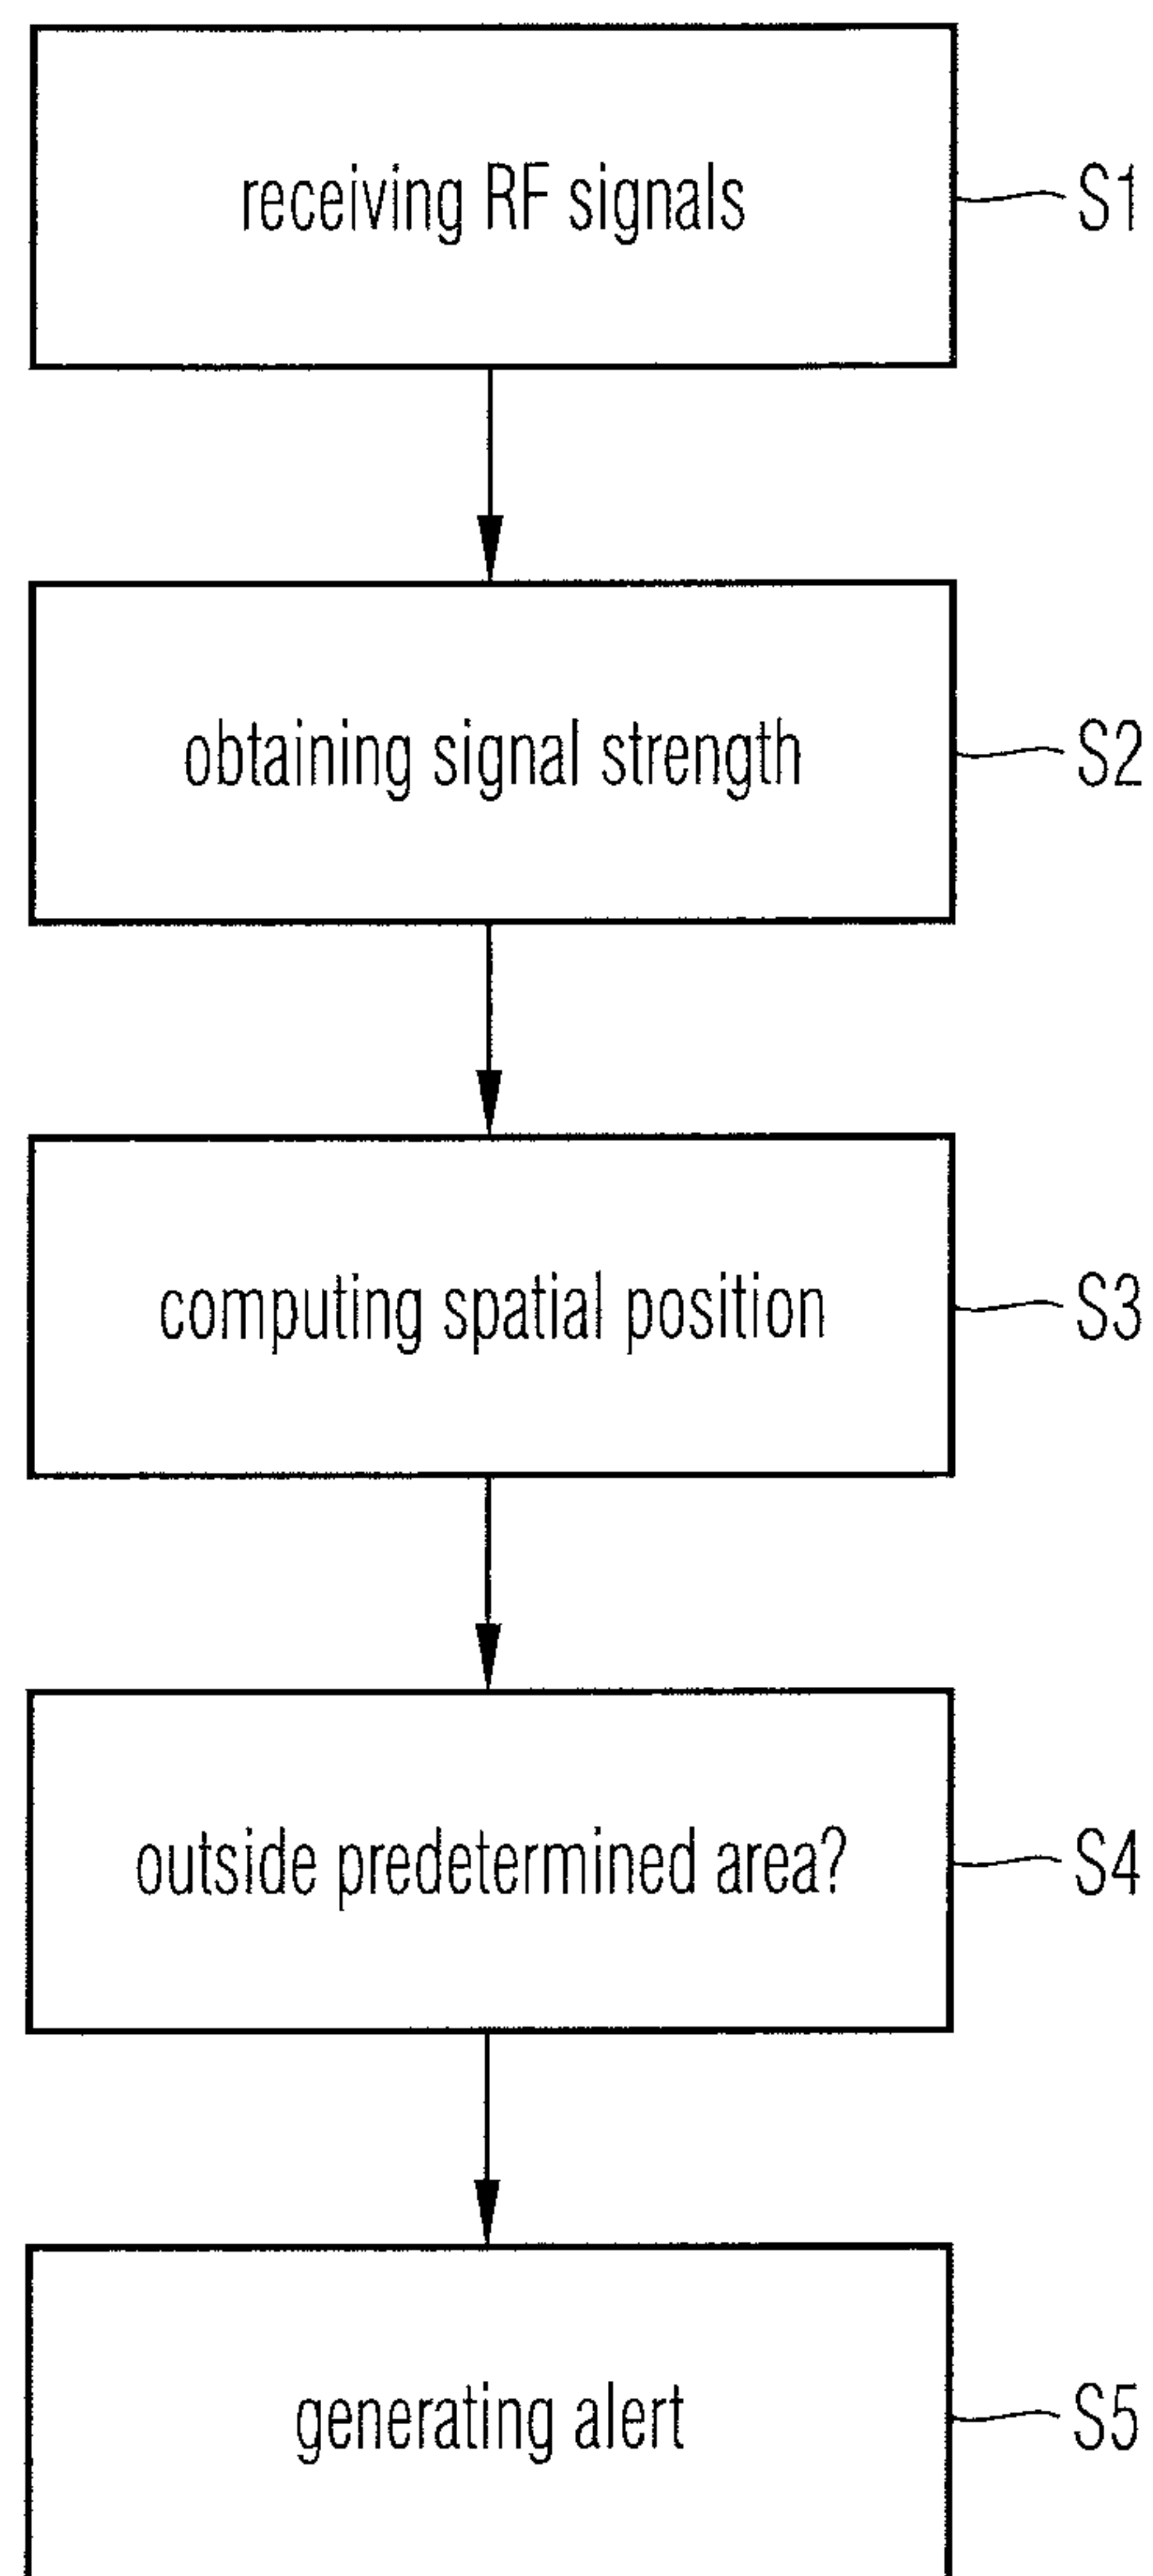 receiving RF signals S1
obtaining signal strength S2
computing spatial position S3
outside predetermined area? S4
generating alert S5